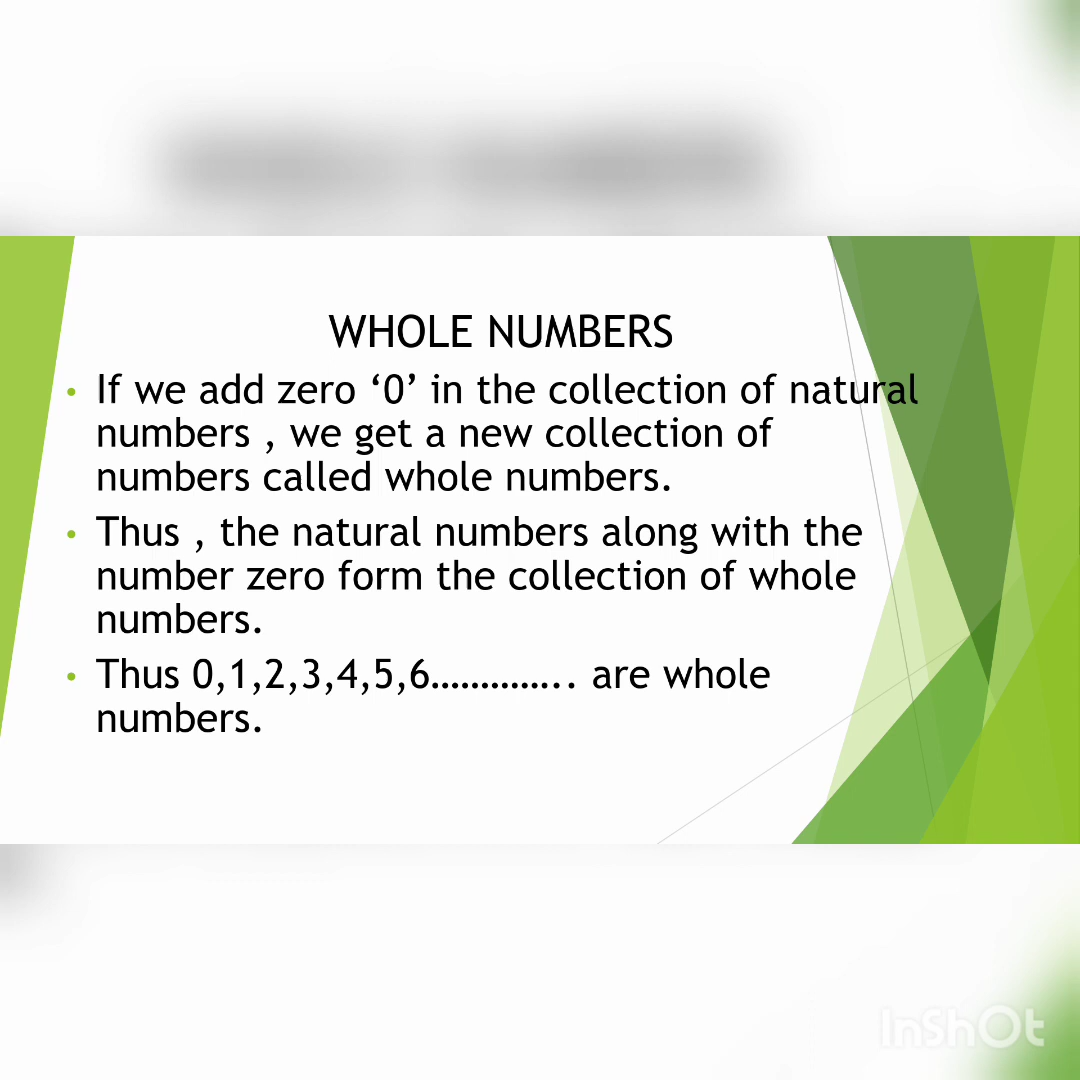 WHOLE NUMBERS
• If we add zero ‘0’ in the collection of natural
numbers , we get a new collection of
numbers called whole numbers.
• Thus , the natural numbers along with the
number zero form the collection of whole
numbers.
• Thus 0,1,2,3,4,5,6………….. are whole
numbers.
InShOt